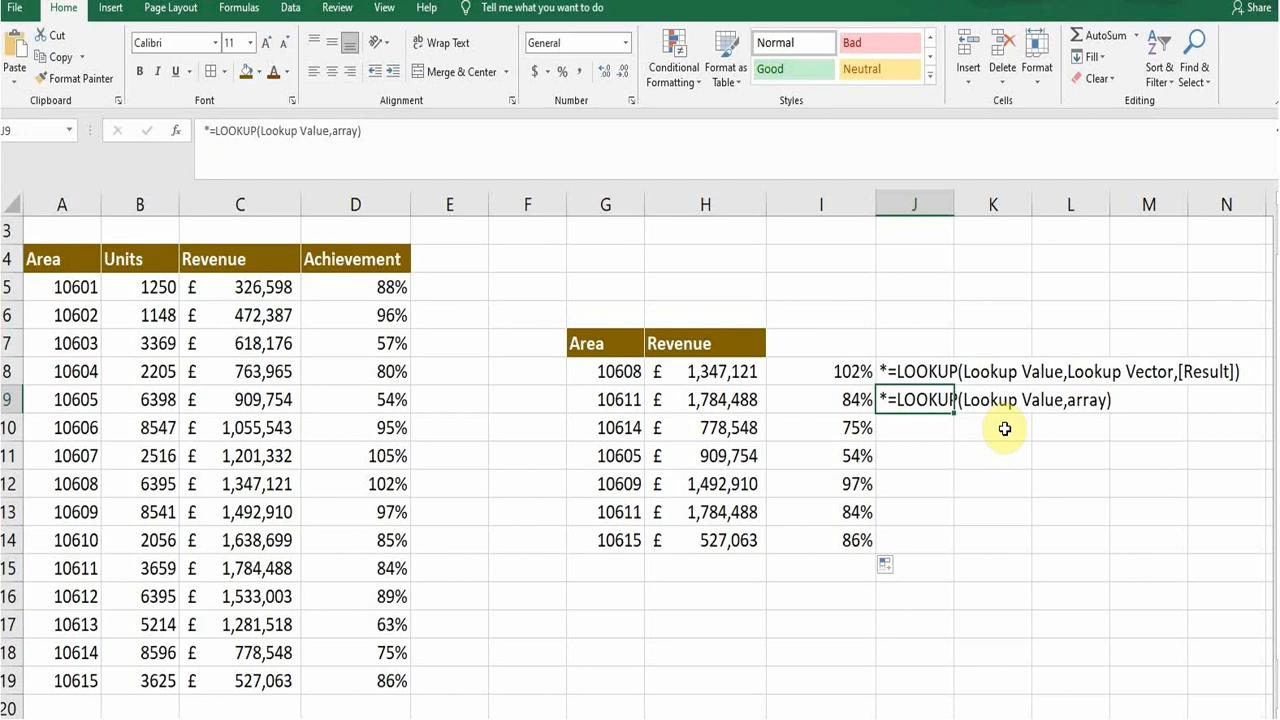 File Home Insert Page Layout Formulas Data Review View Help Tell me what you want to do Share
Paste Cut Copy Format Painter Clipboard
Calibri 11 B I U Font
Wrap Text Merge & Center Alignment
General $ % , Number
Conditional Formatting Format as Table Normal Bad Good Neutral Styles
Insert Delete Format Cells
AutoSum Fill Clear Sort & Filter Find & Select Editing
J9 fx *=LOOKUP(Lookup Value,array)
A B C D E F G H I J K L M N
3
4 Area Units Revenue Achievement
5 10601 1250 £ 326,598 88%
6 10602 1148 £ 472,387 96%
7 10603 3369 £ 618,176 57% Area Revenue
8 10604 2205 £ 763,965 80% 10608 £ 1,347,121 102% *=LOOKUP(Lookup Value,Lookup Vector,[Result])
9 10605 6398 £ 909,754 54% 10611 £ 1,784,488 84% *=LOOKUP(Lookup Value,array)
10 10606 8547 £ 1,055,543 95% 10614 £ 778,548 75%
11 10607 2516 £ 1,201,332 105% 10605 £ 909,754 54%
12 10608 6395 £ 1,347,121 102% 10609 £ 1,492,910 97%
13 10609 8541 £ 1,492,910 97% 10611 £ 1,784,488 84%
14 10610 2056 £ 1,638,699 85% 10615 £ 527,063 86%
15 10611 3659 £ 1,784,488 84%
16 10612 6395 £ 1,533,003 89%
17 10613 5214 £ 1,281,518 63%
18 10614 8596 £ 778,548 75%
19 10615 3625 £ 527,063 86%
20